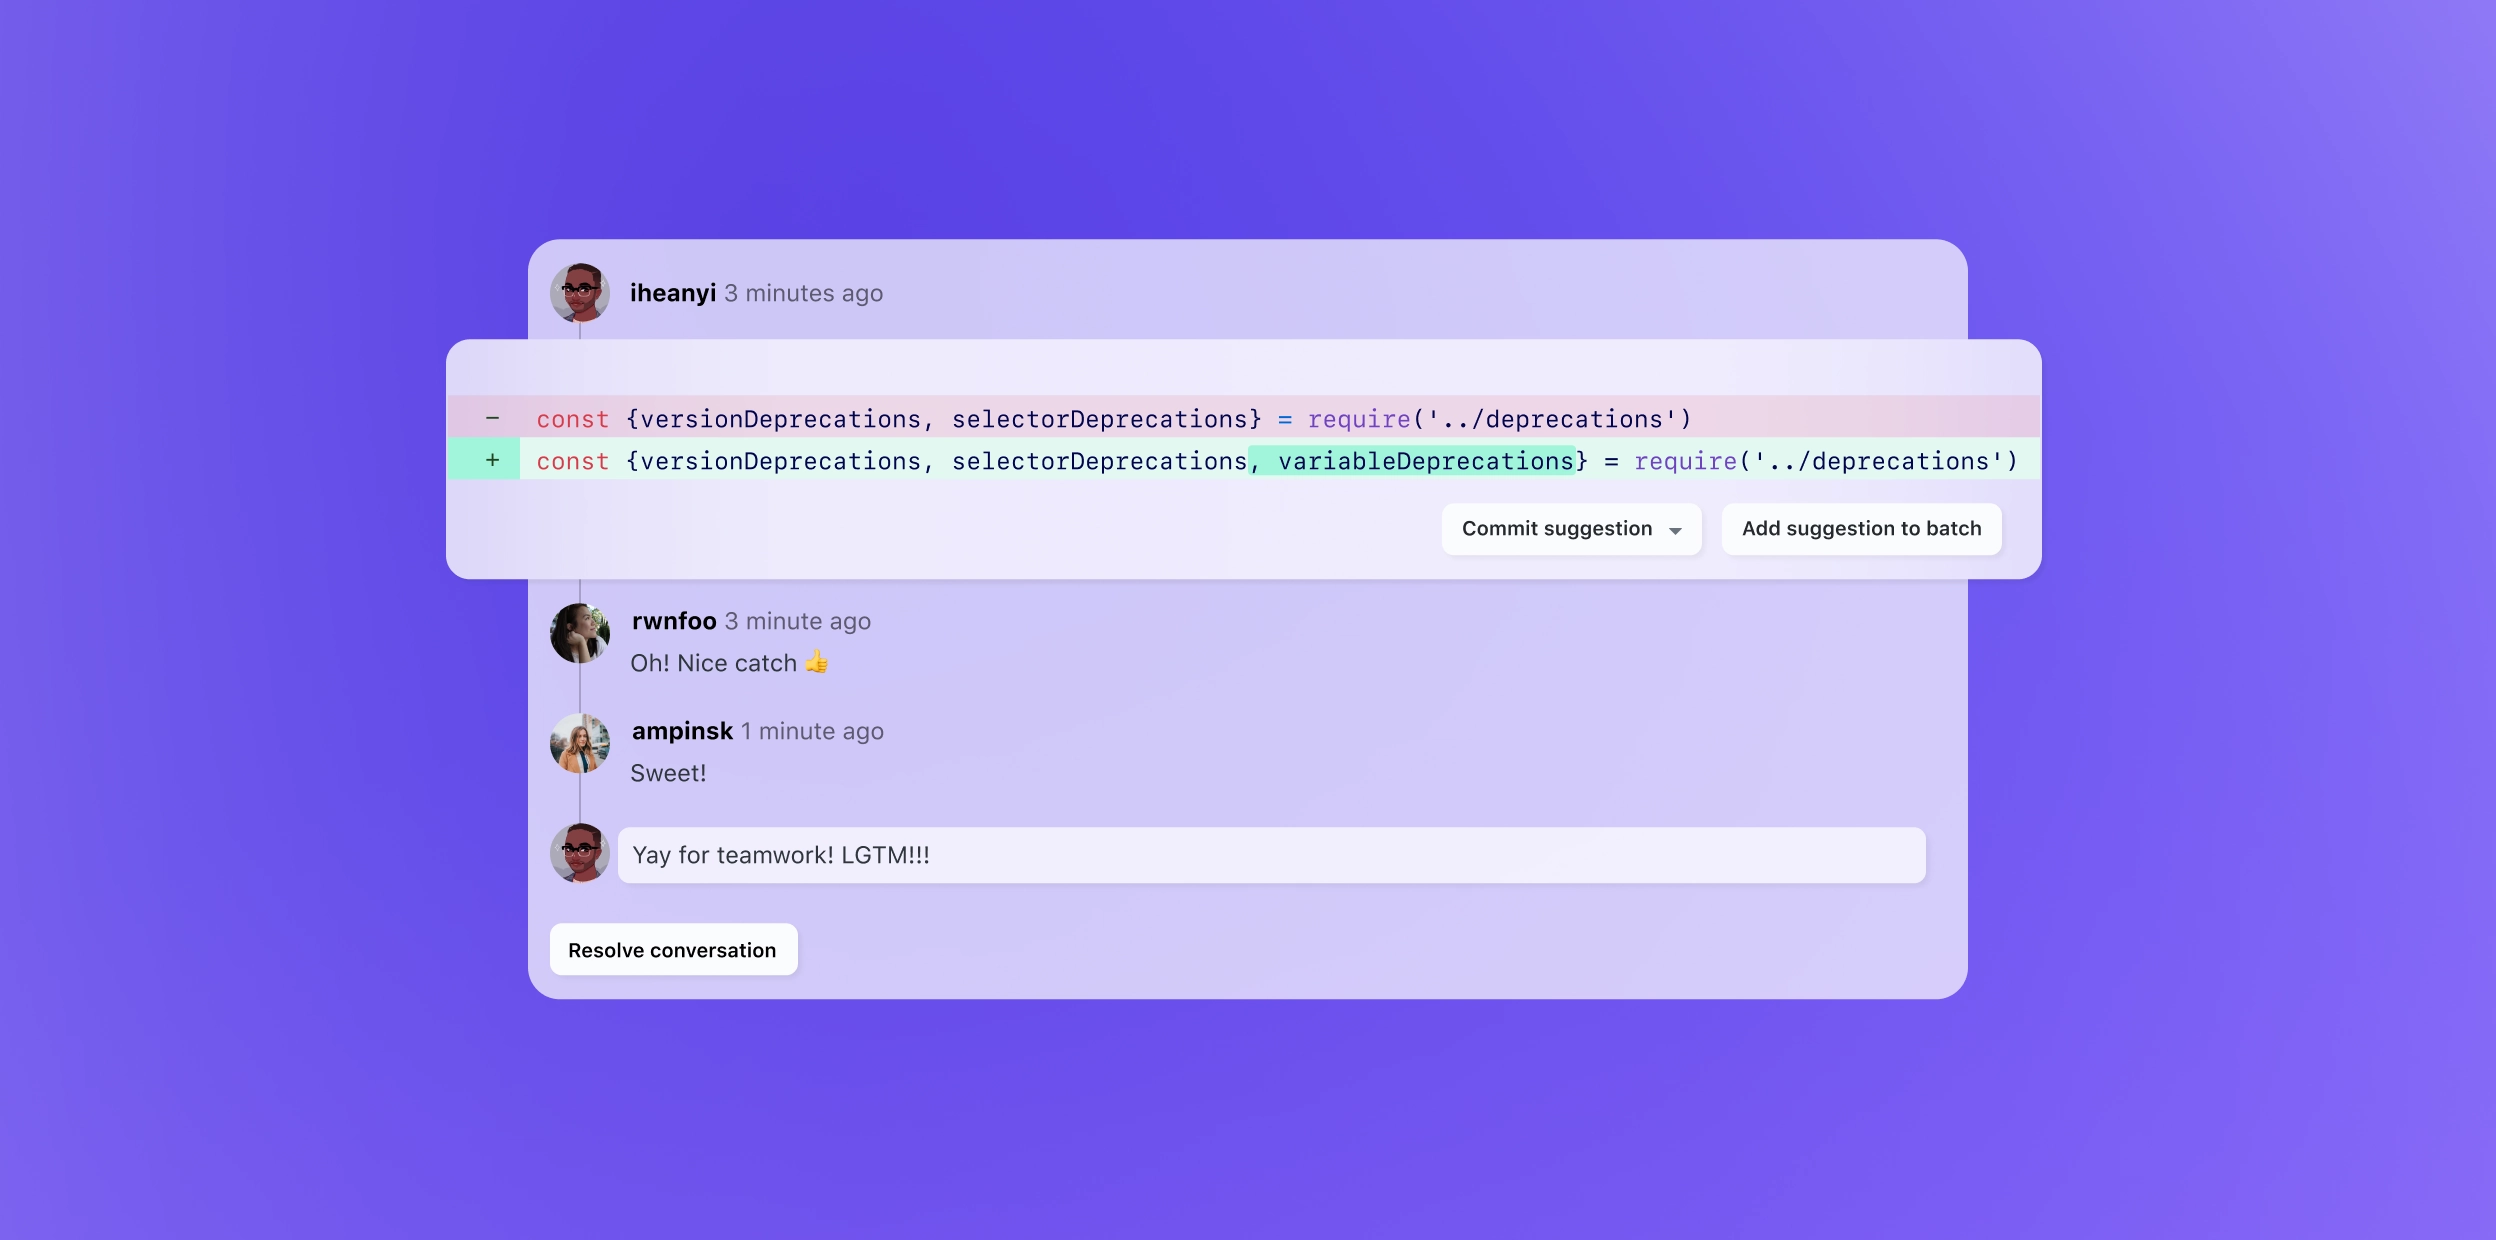 iheanyi 3 minutes ago
− const {versionDeprecations, selectorDeprecations} = require('../deprecations')
+ const {versionDeprecations, selectorDeprecations, variableDeprecations} = require('../deprecations')
Commit suggestion Add suggestion to batch
rwnfoo 3 minute ago
Oh! Nice catch 👍
ampinsk 1 minute ago
Sweet!
Yay for teamwork! LGTM!!!
Resolve conversation